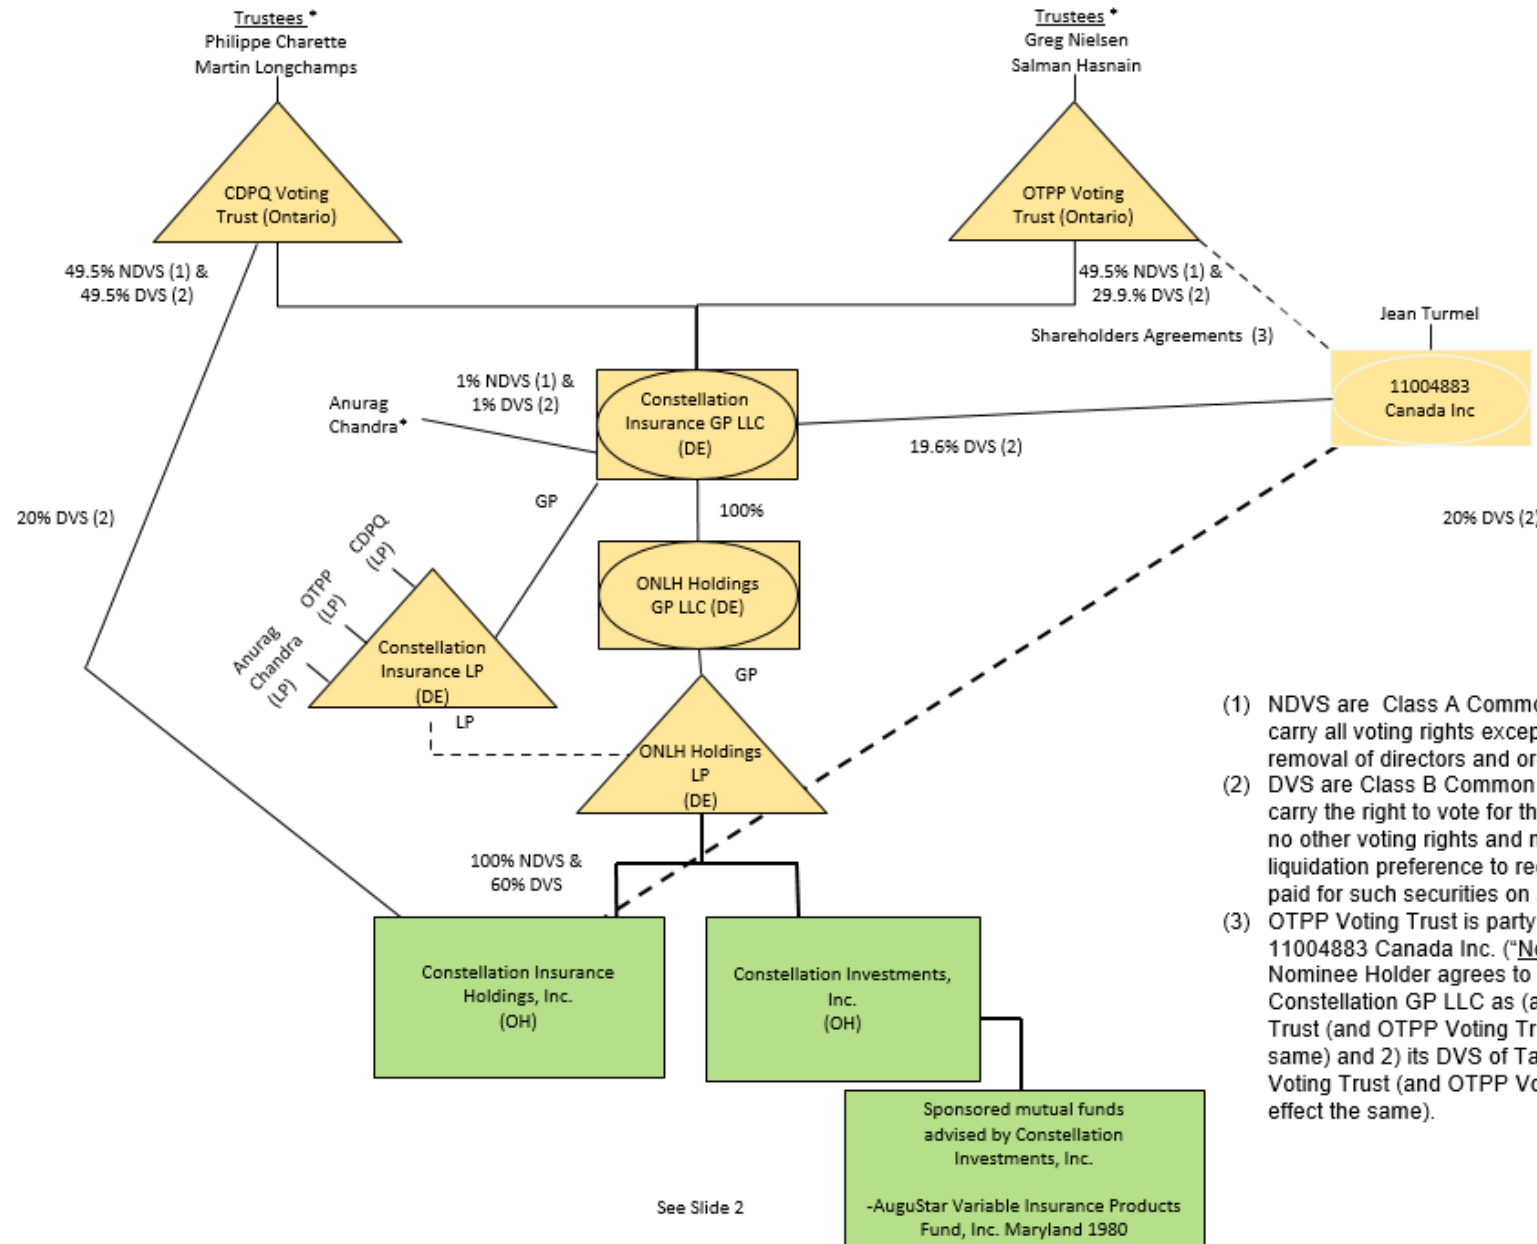 Trustees *
Philippe Charette
Martin Longchamps
Trustees *
Greg Nielsen
Salman Hasnain
CDPQ Voting
Trust (Ontario)
OTPP Voting
Trust (Ontario)
49.5% NDVS (1) &
49.5% DVS (2)
49.5% NDVS (1) &
29.9.% DVS (2)
Shareholders Agreements (3)
Jean Turmel
11004883
Canada Inc
Anurag
Chandra*
1% NDVS (1) &
1% DVS (2)
Constellation
Insurance GP LLC
(DE)
19.6% DVS (2)
20% DVS (2)
GP
100%
20% DVS (2)
CDPQ
(LP)
OTPP
(LP)
Anurag
Chandra
(LP)
ONLH Holdings
GP LLC (DE)
Constellation
Insurance LP
(DE)
GP
LP
ONLH Holdings
LP
(DE)
100% NDVS &
60% DVS
Constellation Insurance
Holdings, Inc.
(OH)
Constellation Investments,
Inc.
(OH)
Sponsored mutual funds
advised by Constellation
Investments, Inc.
-AuguStar Variable Insurance Products
Fund, Inc. Maryland 1980
See Slide 2
(1) NDVS are Class A Commo
carry all voting rights excep
removal of directors and or
(2) DVS are Class B Common
carry the right to vote for th
no other voting rights and n
liquidation preference to re
paid for such securities on
(3) OTPP Voting Trust is party
11004883 Canada Inc. ("No
Nominee Holder agrees to
Constellation GP LLC as (a
Trust (and OTPP Voting Tr
same) and 2) its DVS of Ta
Voting Trust (and OTPP Vo
effect the same).